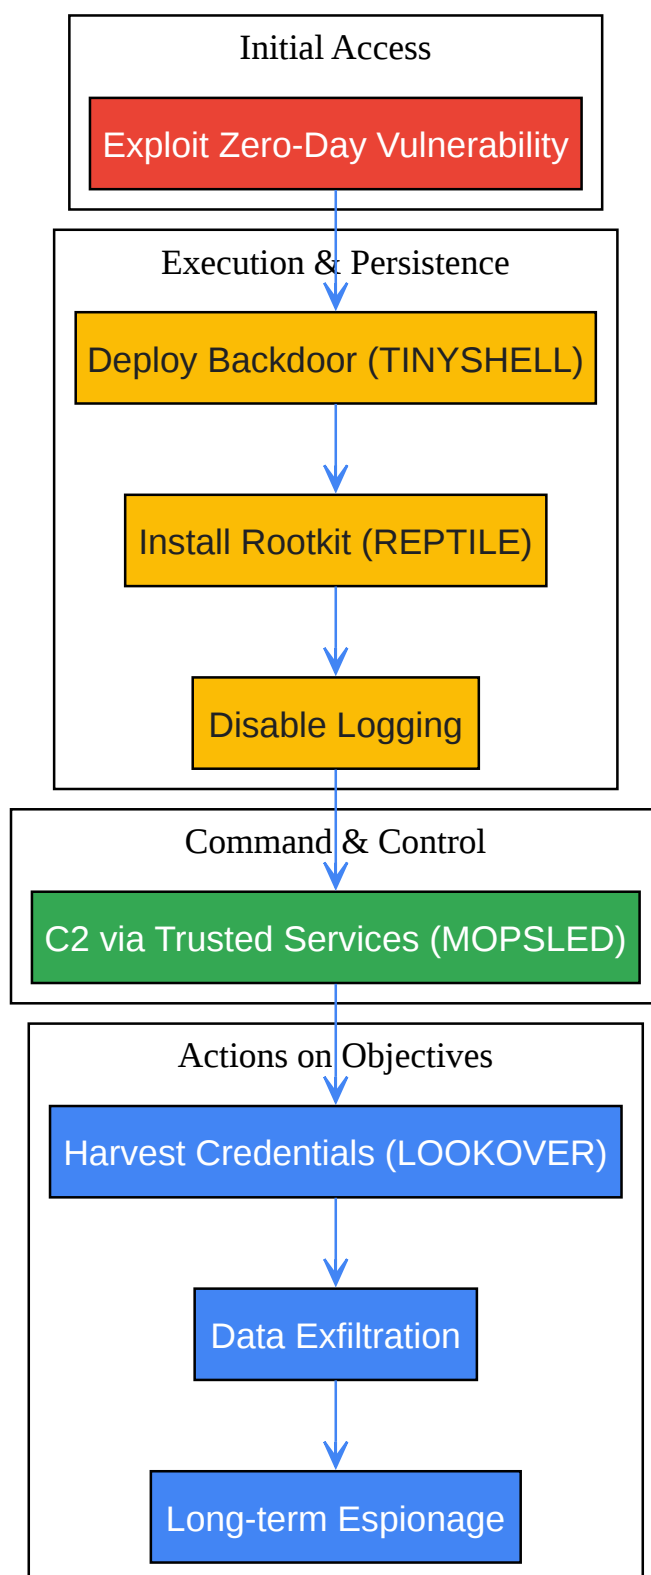 Initial Access
Exploit Zero-Day Vulnerability
Execution & Persistence
Deploy Backdoor (TINYSHELL)
Install Rootkit (REPTILE)
Disable Logging
Command & Control
C2 via Trusted Services (MOPSLED)
Actions on Objectives
Harvest Credentials (LOOKOVER)
Data Exfiltration
Long-term Espionage